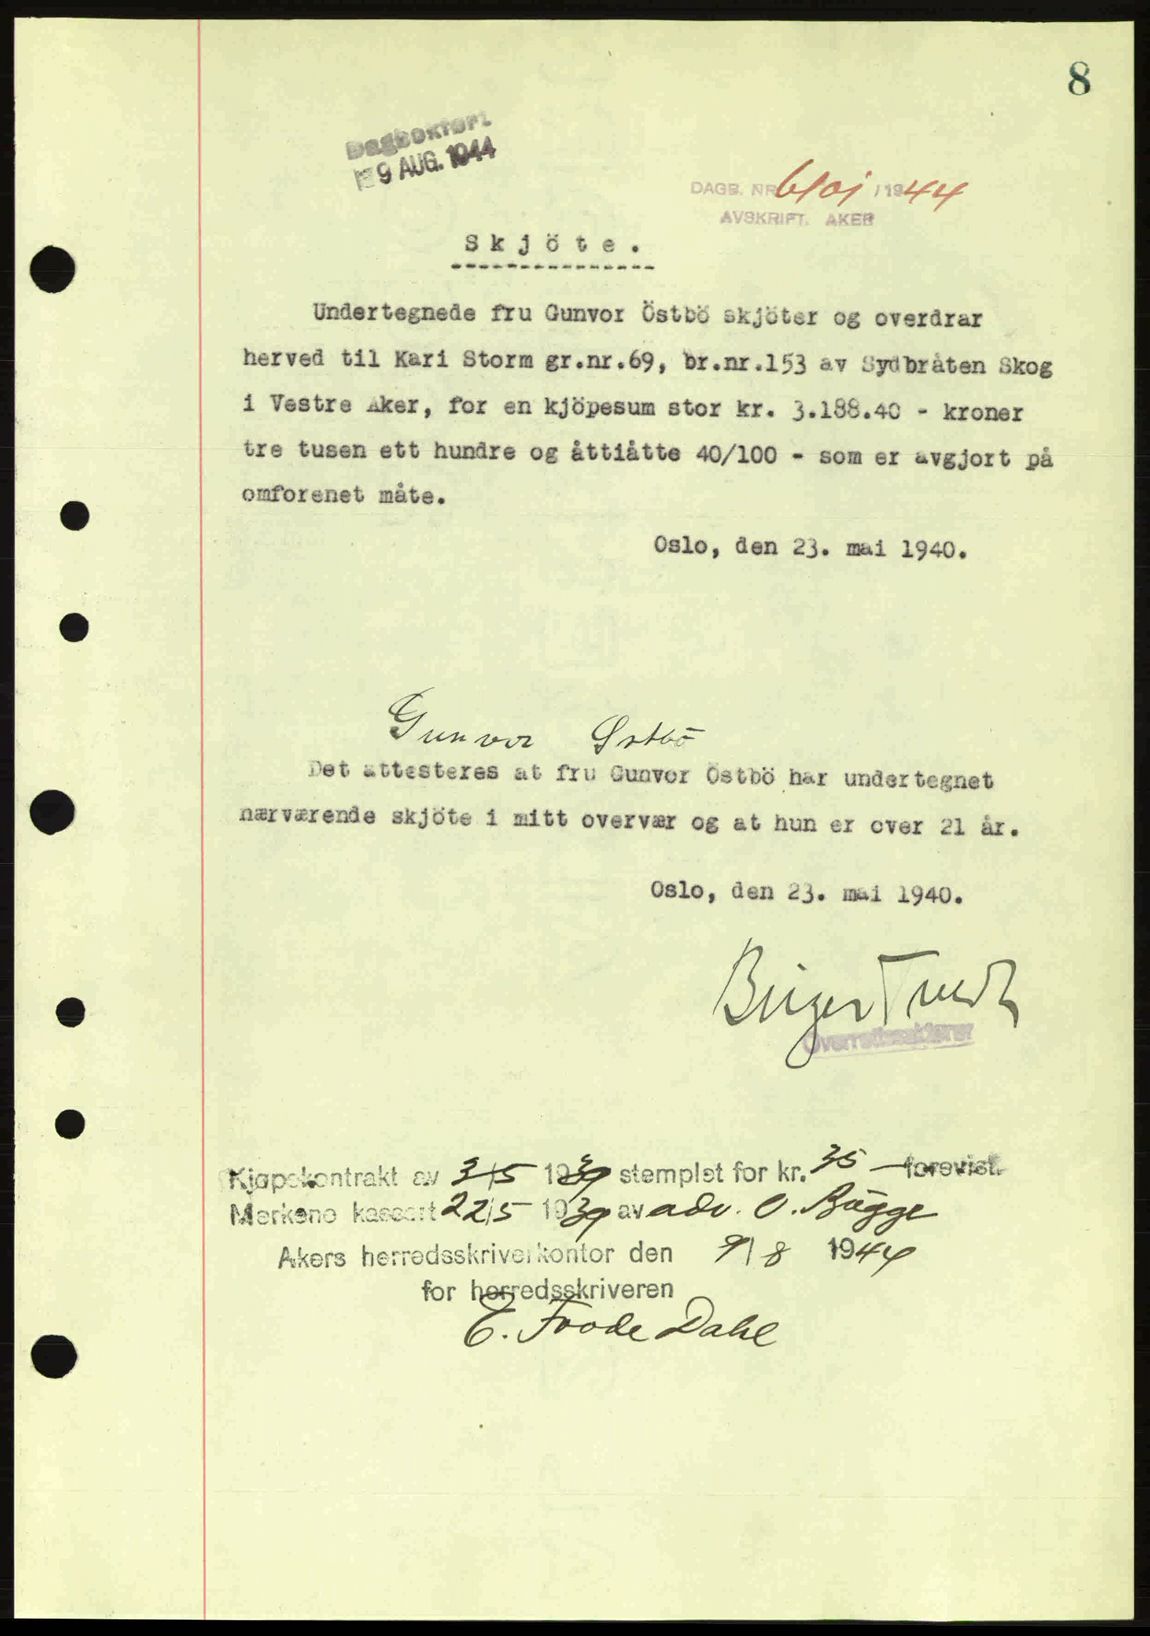 8
Dagbokført
9 AUG. 1944
DAGB. NR 6101 / 1944
AVSKRIFT. AKER
Skjöte.
Undertegnede fru Gunvor Östbö skjöter og overdrar
herved til Kari Storm gr.nr.69, br.nr.153 av Sydbråten Skog
i Vestre Aker, for en kjöpesum stor kr. 3.188.40 - kroner
tre tusen ett hundre og åttiåtte 40/100 - som er avgjort på
omforenet måte.
Oslo, den 23. mai 1940.
Gunvor Östbö
Det attesteres at fru Gunvor Östbö har undertegnet
nærværende skjöte i mitt overvær og at hun er over 21 år.
Oslo, den 23. mai 1940.
Birger
Overrettssakfører
Kjøpekontrakt av 3/5 1939 stemplet for kr. 35 - forevist.
Merkene kassert 22/5 1939 av adv. O. Bugge
Akers herredsskriverkontor den 9/8 1944
for herredsskriveren
E. Frode Dahl